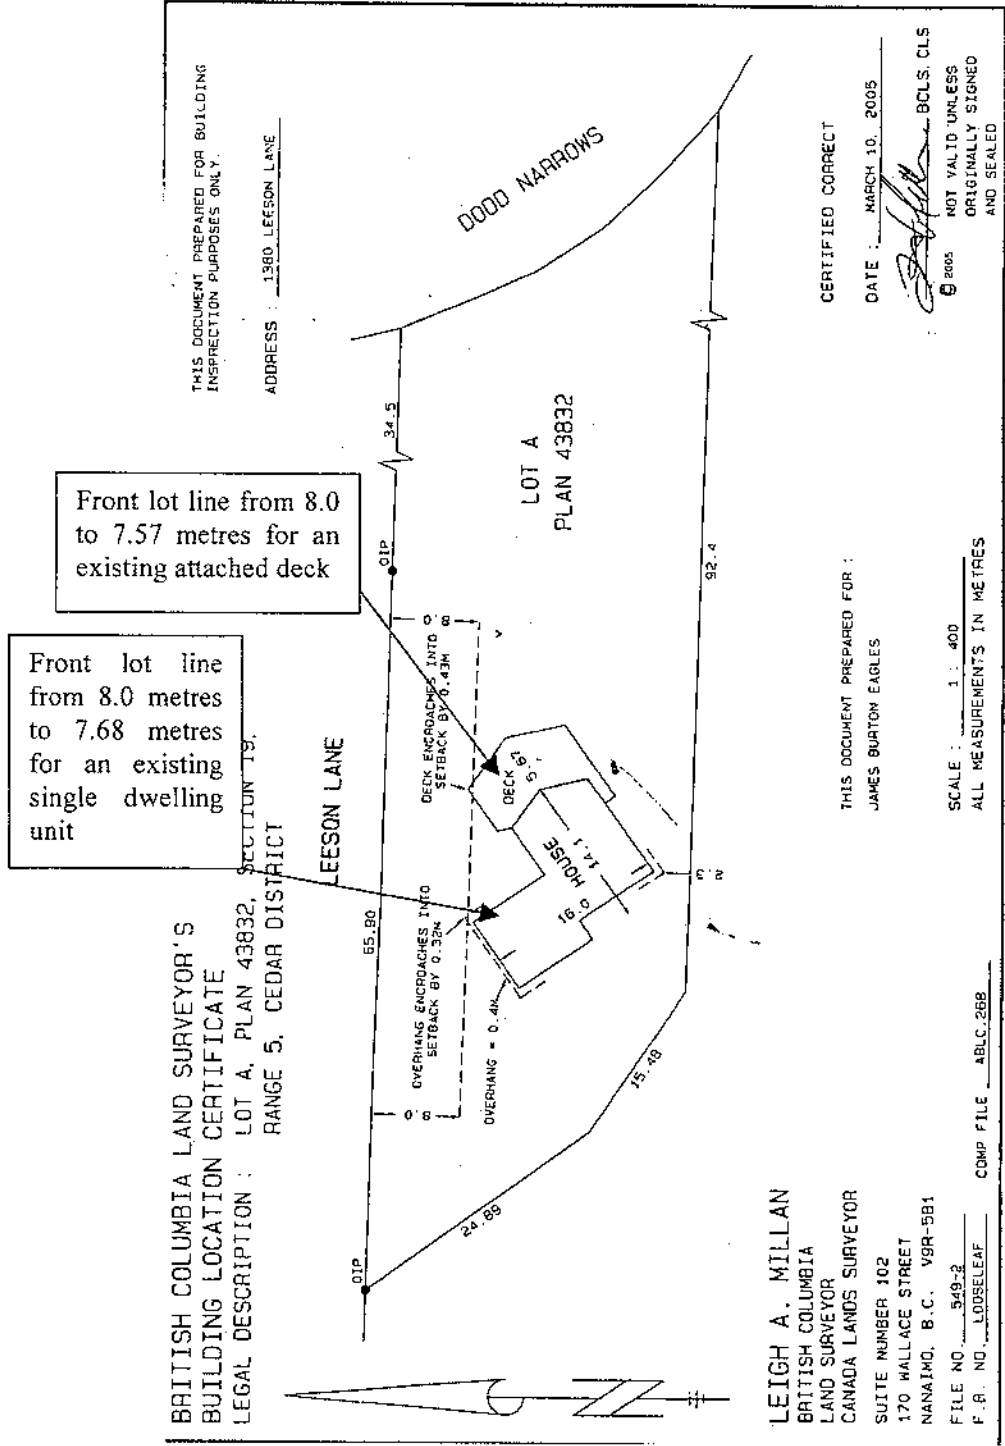 BRITISH COLUMBIA LAND SURVEYOR'S
BUILDING LOCATION CERTIFICATE
LEGAL DESCRIPTION : LOT A, PLAN 43832, SECTION 19,
RANGE 5, CEDAR DISTRICT
THIS DOCUMENT PREPARED FOR BUILDING
INSPRECTION PURPOSES ONLY.
ADDRESS : 1380 LEESON LANE
Front lot line from 8.0
to 7.57 metres for an
existing attached deck
Front lot line
from 8.0 metres
to 7.68 metres
for an existing
single dwelling
unit
LEESON LANE
OIP
65.80
OIP
34.5
8.0
8.0
OVERHANG ENCROACHES INTO
SETBACK BY 0.32M
DECK ENCROACHES INTO
SETBACK BY 0.43M
OVERHANG = 0.4M
DECK
5.67
HOUSE
14.1
16.0
2.3
24.89
15.48
92.4
LOT A
PLAN 43832
DODD NARROWS
LEIGH A. MILLAN
BRITISH COLUMBIA
LAND SURVEYOR
CANADA LANDS SURVEYOR
SUITE NUMBER 102
170 WALLACE STREET
NANAIMO, B.C. V9R-5B1
FILE NO. 549-2
F.B. NO. LOOSELEAF COMP FILE ABLC.268
THIS DOCUMENT PREPARED FOR :
JAMES BURTON EAGLES
SCALE : 1 : 400
ALL MEASUREMENTS IN METRES
CERTIFIED CORRECT
DATE : MARCH 10, 2005
BCLS, CLS
© 2005 NOT VALID UNLESS
ORIGINALLY SIGNED
AND SEALED